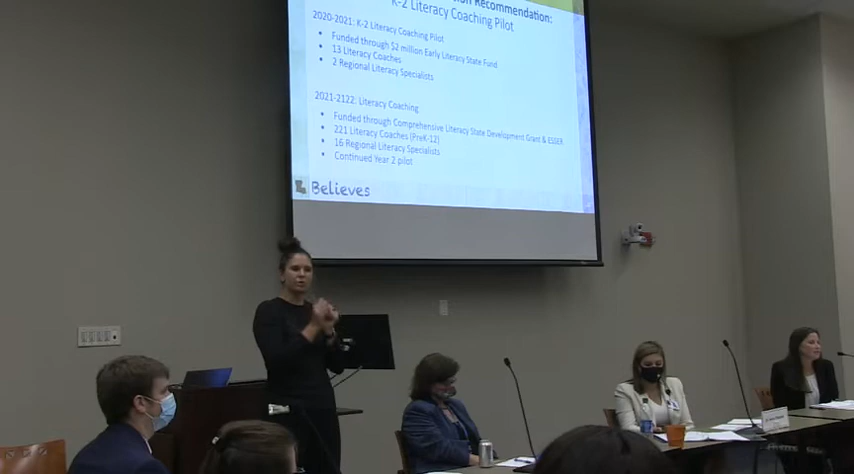 Recommendation:
K-2 Literacy Coaching Pilot
2020-2021: K-2 Literacy Coaching Pilot
• Funded through $2 million Early Literacy State Fund
• 13 Literacy Coaches
• 2 Regional Literacy Specialists
2021-2122: Literacy Coaching
• Funded through Comprehensive Literacy State Development Grant & ESSER
• 221 Literacy Coaches (PreK-12)
• 16 Regional Literacy Specialists
• Continued Year 2 pilot
Believes